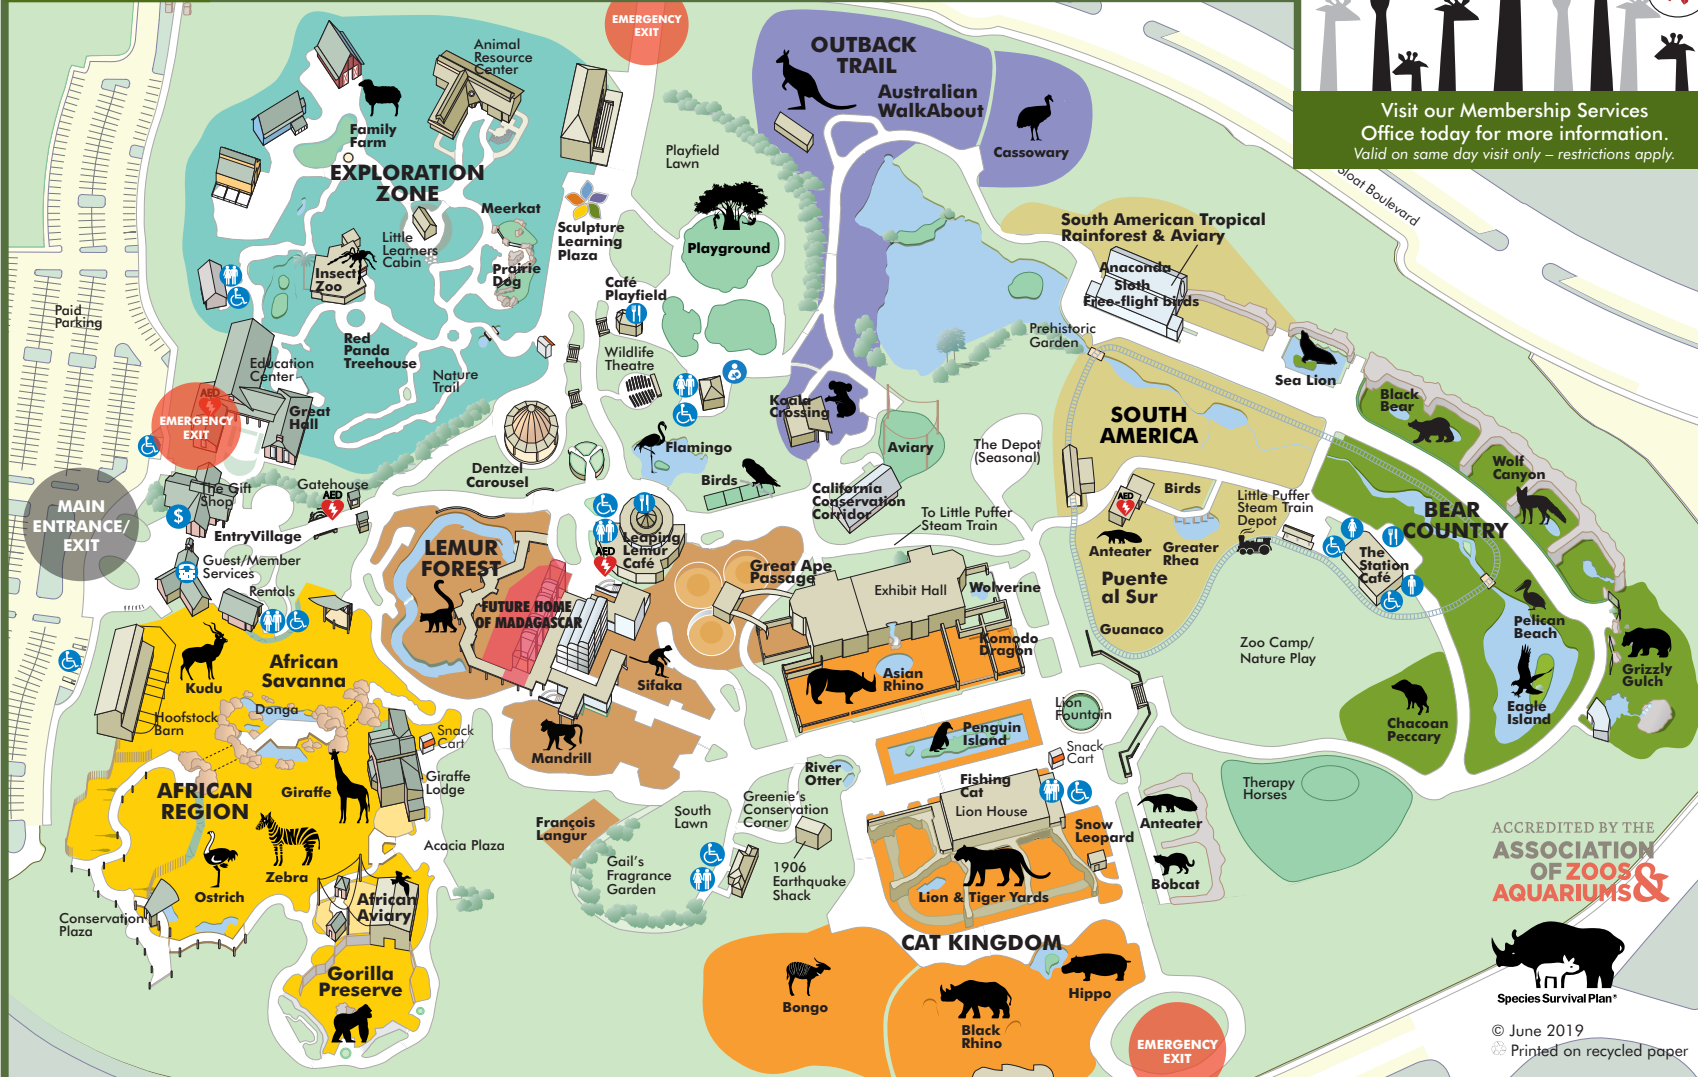 EMERGENCY
EXIT
Visit our Membership Services
Office today for more information.
Valid on same day visit only – restrictions apply.
Sloat Boulevard
OUTBACK
TRAIL
Australian
WalkAbout
Cassowary
Animal
Resource
Center
Family
Farm
EXPLORATION
ZONE
Playfield
Lawn
Meerkat
Little
Learners
Cabin
Sculpture
Learning
Plaza
Playground
Insect
Zoo
Prairie
Dog
Café
Playfield
South American Tropical
Rainforest & Aviary
Anaconda
Sloth
Free-flight birds
Paid
Parking
Red
Panda
Treehouse
Education
Center
Nature
Trail
Wildlife
Theatre
Prehistoric
Garden
Sea Lion
AED
EMERGENCY
EXIT
Great
Hall
Koala
Crossing
SOUTH
AMERICA
Black
Bear
Flamingo
Aviary
The Depot
(Seasonal)
Dentzel
Carousel
Birds
Wolf
Canyon
MAIN
ENTRANCE/
EXIT
The Gift
Shop
$
Gatehouse
AED
California
Conservation
Corridor
To Little Puffer
Steam Train
AED
Birds
Little Puffer
Steam Train
Depot
BEAR
COUNTRY
EntryVillage
Guest/Member
Services
Rentals
LEMUR
FOREST
Leaping
Lemur
Café
AED
Great Ape
Passage
Exhibit Hall
Wolverine
Anteater
Greater
Rhea
Puente
al Sur
Guanaco
The
Station
Café
FUTURE HOME
OF MADAGASCAR
Komodo
Dragon
Zoo Camp/
Nature Play
Pelican
Beach
Grizzly
Gulch
Kudu
African
Savanna
Sifaka
Asian
Rhino
Hoofstock
Barn
Donga
Lion
Fountain
Chacoan
Peccary
Eagle
Island
Snack
Cart
Mandrill
Penguin
Island
Snack
Cart
AFRICAN
REGION
Giraffe
Giraffe
Lodge
River
Otter
Fishing
Cat
Lion House
Therapy
Horses
Greenie's
Conservation
Corner
South
Lawn
François
Langur
Snow
Leopard
Anteater
Acacia Plaza
Gail's
Fragrance
Garden
1906
Earthquake
Shack
Zebra
Ostrich
Bobcat
Lion & Tiger Yards
African
Aviary
Conservation
Plaza
Gorilla
Preserve
CAT KINGDOM
Bongo
Black
Rhino
Hippo
EMERGENCY
EXIT
ACCREDITED BY THE
ASSOCIATION
OF ZOOS
AQUARIUMS &
Species Survival Plan®
© June 2019
Printed on recycled paper